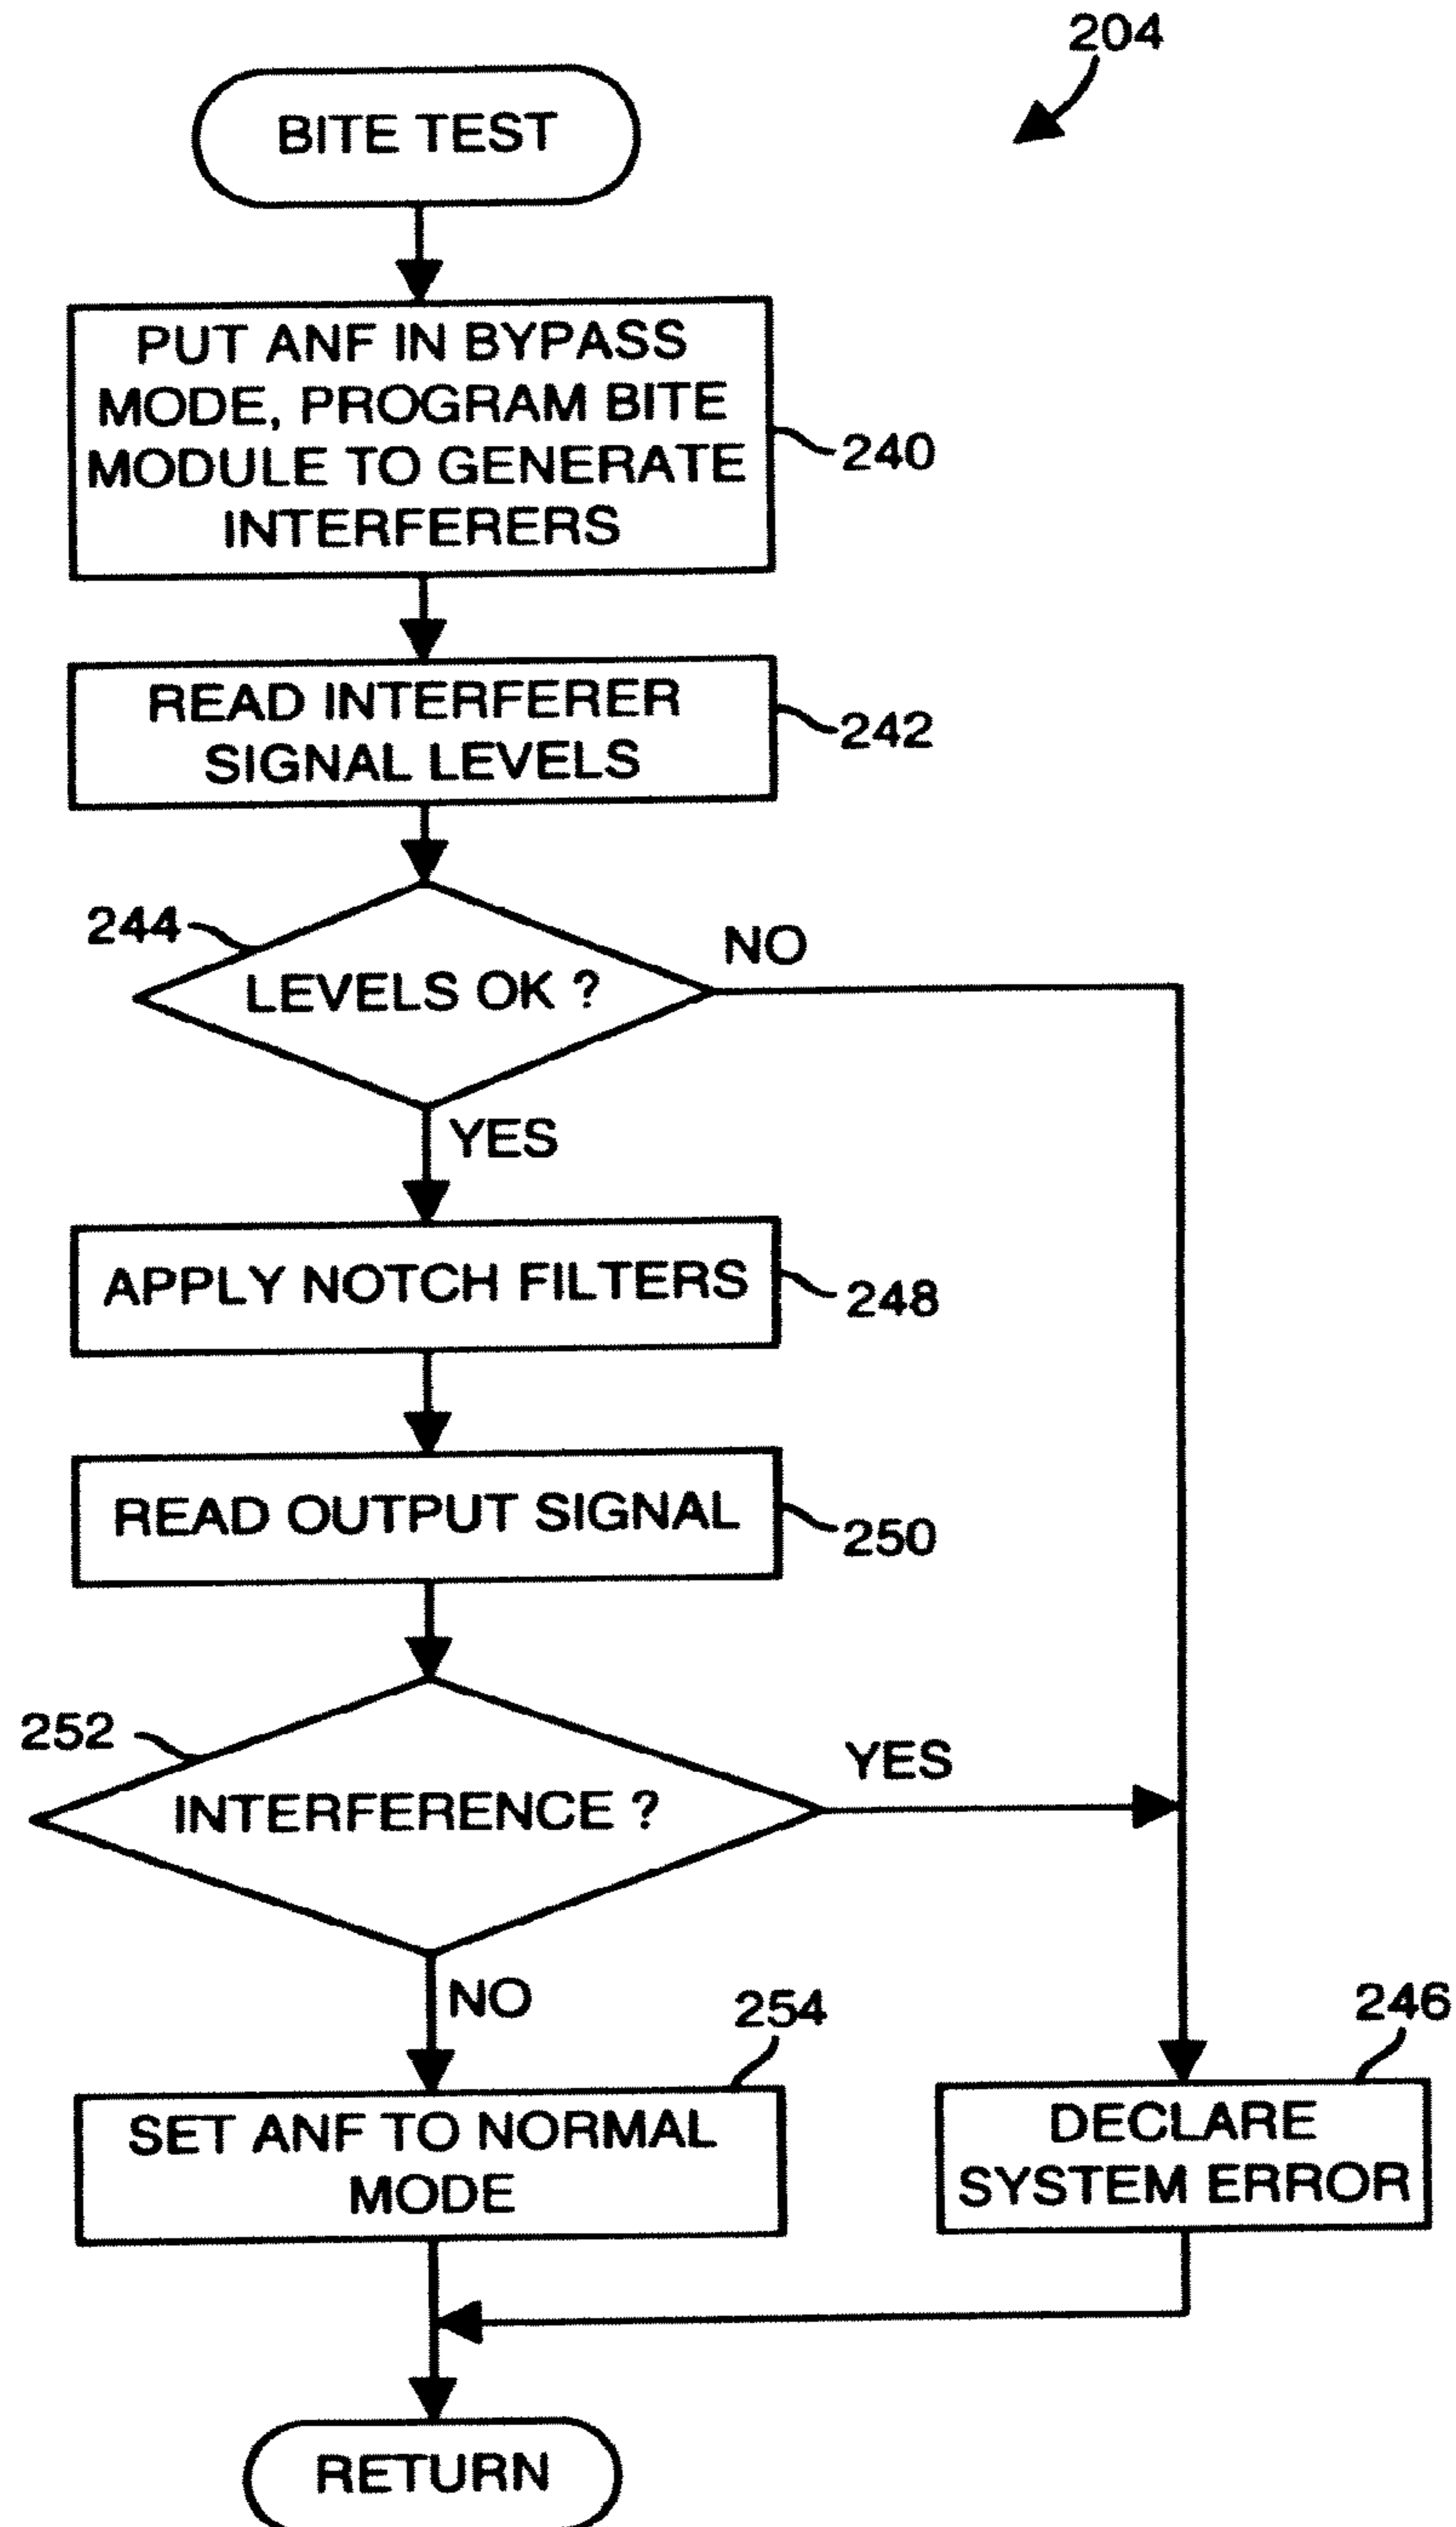 204
BITE TEST
PUT ANF IN BYPASS
MODE, PROGRAM BITE
MODULE TO GENERATE
INTERFERERS
240
READ INTERFERER
SIGNAL LEVELS
242
244
LEVELS OK ?
NO
YES
APPLY NOTCH FILTERS
248
READ OUTPUT SIGNAL
250
252
INTERFERENCE ?
YES
NO
254
SET ANF TO NORMAL
MODE
246
DECLARE
SYSTEM ERROR
RETURN